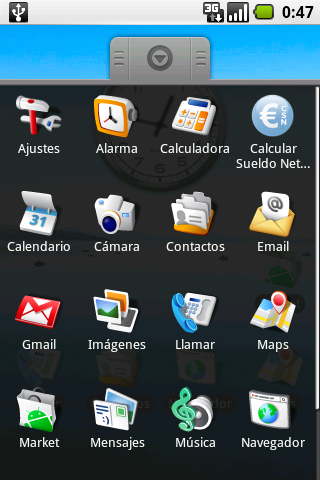 3G
0:47
Ajustes
Alarma
Calculadora
Calcular
Sueldo Net...
CSN
31
Calendario
Cámara
Contactos
Email
Gmail
Imágenes
Llamar
Maps
Market
Mensajes
Música
Navegador